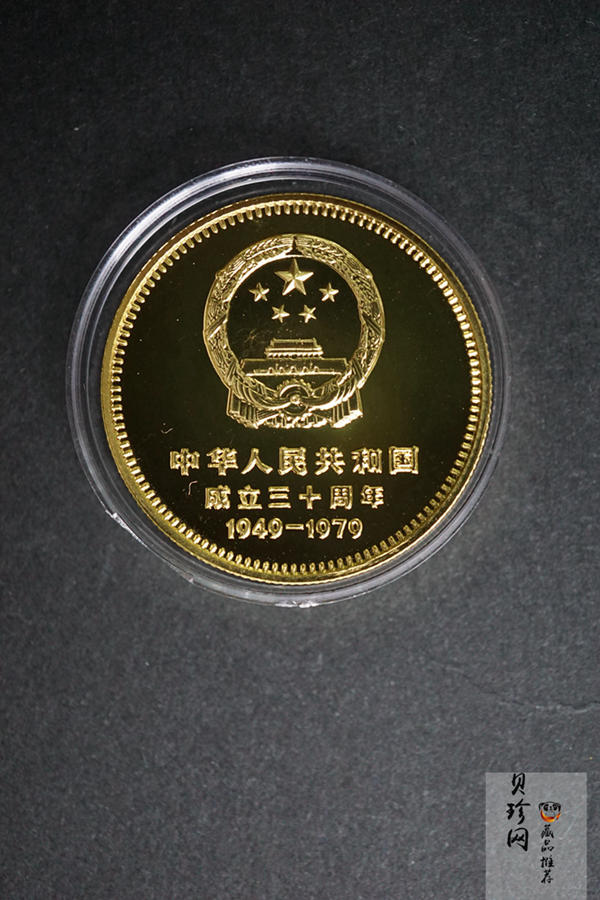 中华人民共和国
成立三十周年
1949-1979
贝珍网
藏品推荐